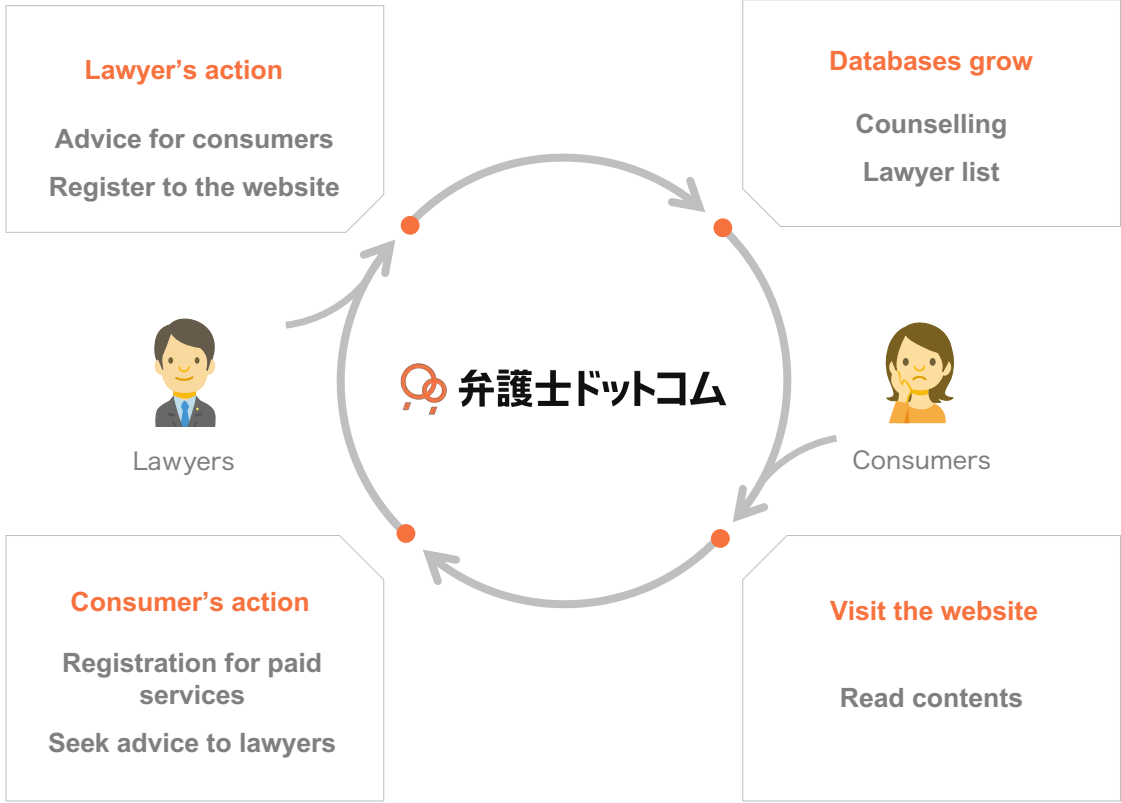 Lawyer's action
Advice for consumers
Register to the website
Databases grow
Counselling
Lawyer list
弁護士ドットコム
Lawyers
Consumers
Consumer's action
Registration for paid
services
Seek advice to lawyers
Visit the website
Read contents